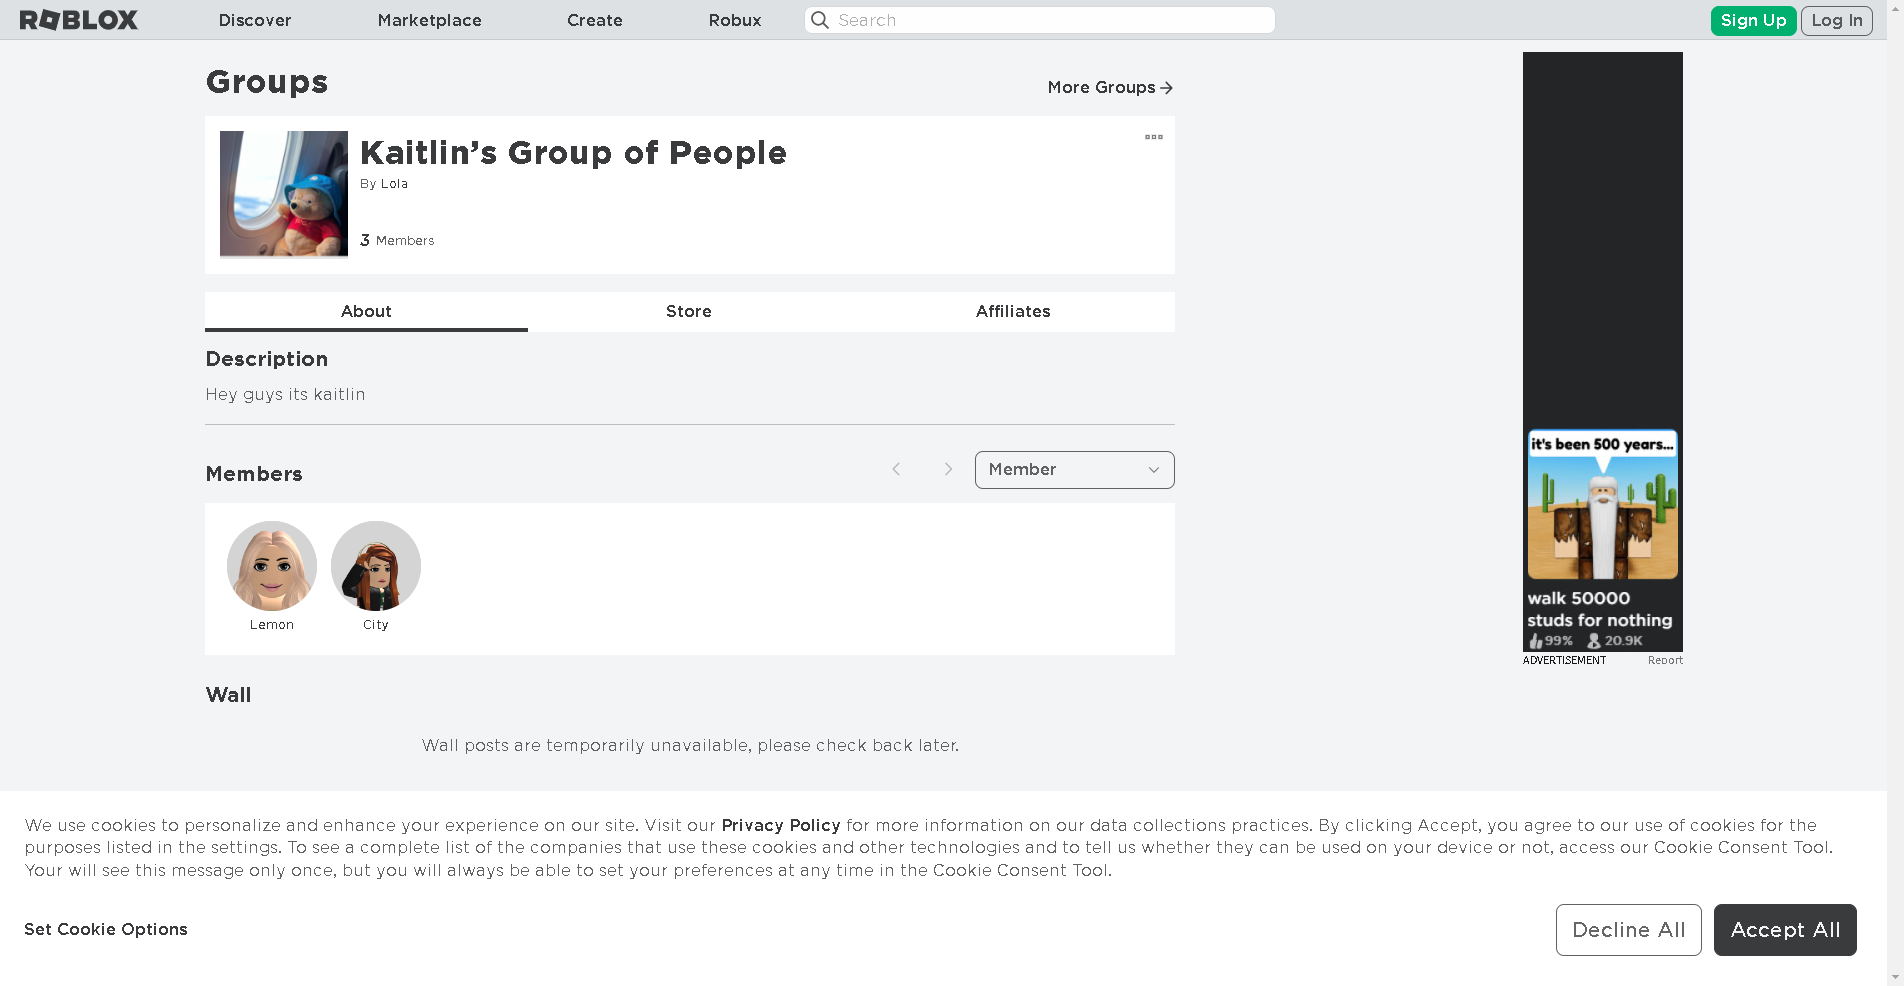 ROBLOX Discover Marketplace Create Robux Search Sign Up Log In
Groups
More Groups
Kaitlin’s Group of People
By Lola
3 Members
About Store Affiliates
Description
Hey guys its kaitlin
Members
Member
Lemon City
Wall
Wall posts are temporarily unavailable, please check back later.
it's been 500 years...
walk 50000
studs for nothing
99% 20.9K
ADVERTISEMENT Report
We use cookies to personalize and enhance your experience on our site. Visit our Privacy Policy for more information on our data collections practices. By clicking Accept, you agree to our use of cookies for the
purposes listed in the settings. To see a complete list of the companies that use these cookies and other technologies and to tell us whether they can be used on your device or not, access our Cookie Consent Tool.
Your will see this message only once, but you will always be able to set your preferences at any time in the Cookie Consent Tool.
Set Cookie Options
Decline All Accept All